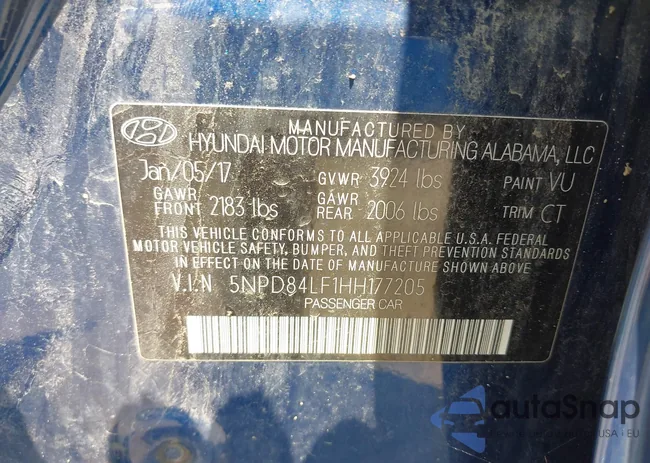 MANUFACTURED BY
HYUNDAI MOTOR MANUFACTURING ALABAMA, LLC
Jan/05/17 GVWR 3924 lbs PAINT VU
GAWR FRONT 2183 lbs GAWR REAR 2006 lbs TRIM CT
THIS VEHICLE CONFORMS TO ALL APPLICABLE U.S.A. FEDERAL
MOTOR VEHICLE SAFETY, BUMPER, AND THEFT PREVENTION STANDARDS
IN EFFECT ON THE DATE OF MANUFACTURE SHOWN ABOVE
V.I.N 5NPD84LF1HH177205
PASSENGER CAR
autoSnap
USA · EU